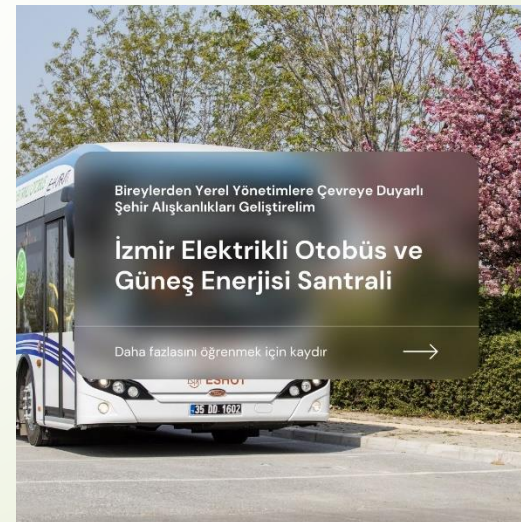 Bireylerden Yerel Yönetimlere Çevreye Duyarlı
Şehir Alışkanlıkları Geliştirelim
İzmir Elektrikli Otobüs ve
Güneş Enerjisi Santrali
Daha fazlasını öğrenmek için kaydır
ESHOT
35 DD 1602